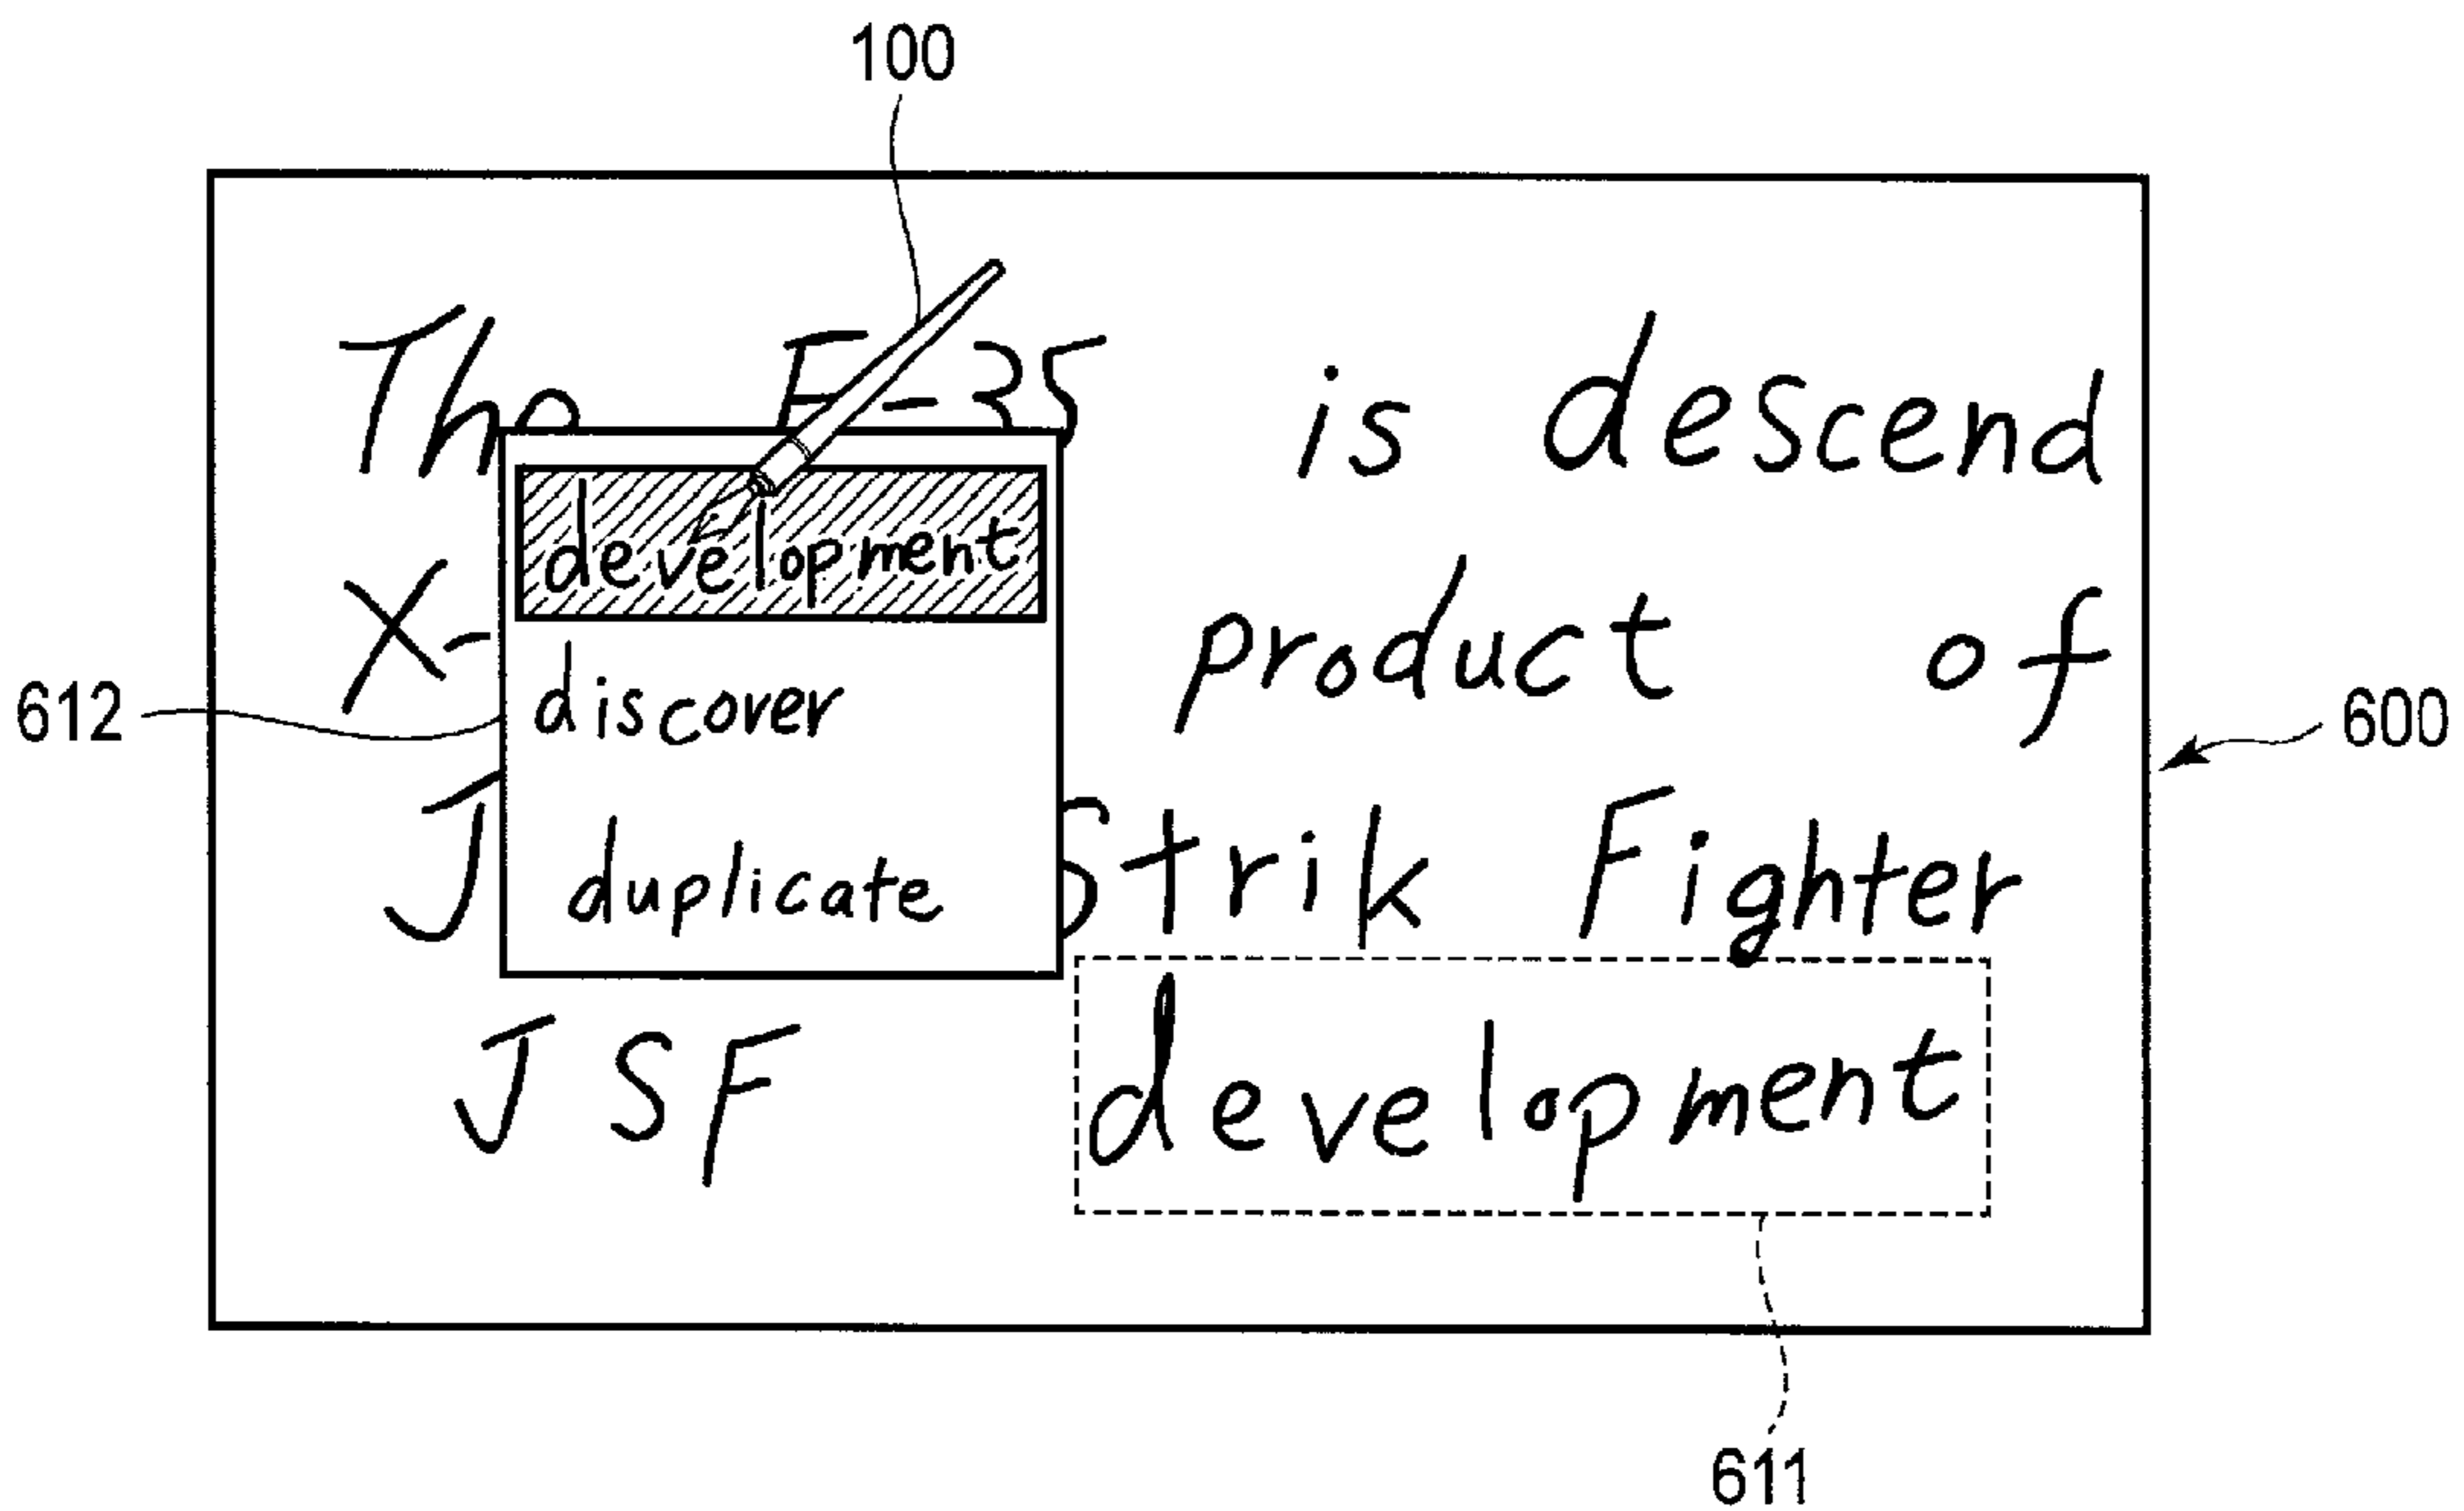 100
The F-35 is descend
development
X- product of
discover
612
600
J Strik Fighter
duplicate
JSF development
611